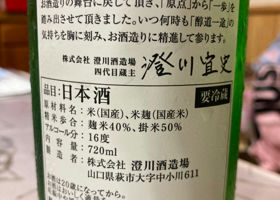 お酒造りの舞台に戻して頂き、「原点」から「一歩」を
踏み出させて頂きました。いつ何時も「醇道一途」の
気持ちを胸に刻み、お酒造りに精進して参ります。
株式会社 澄川酒造場
四代目蔵主 澄川宜史
品目:日本酒
要冷蔵
原材料名:米(国産)、米麹(国産米)
精米歩合:麹米40%、掛米50%
アルコール分:16度
内容量:720ml
製造者:株式会社 澄川酒造場
山口県萩市大字中小川611
お酒は20歳になってから。